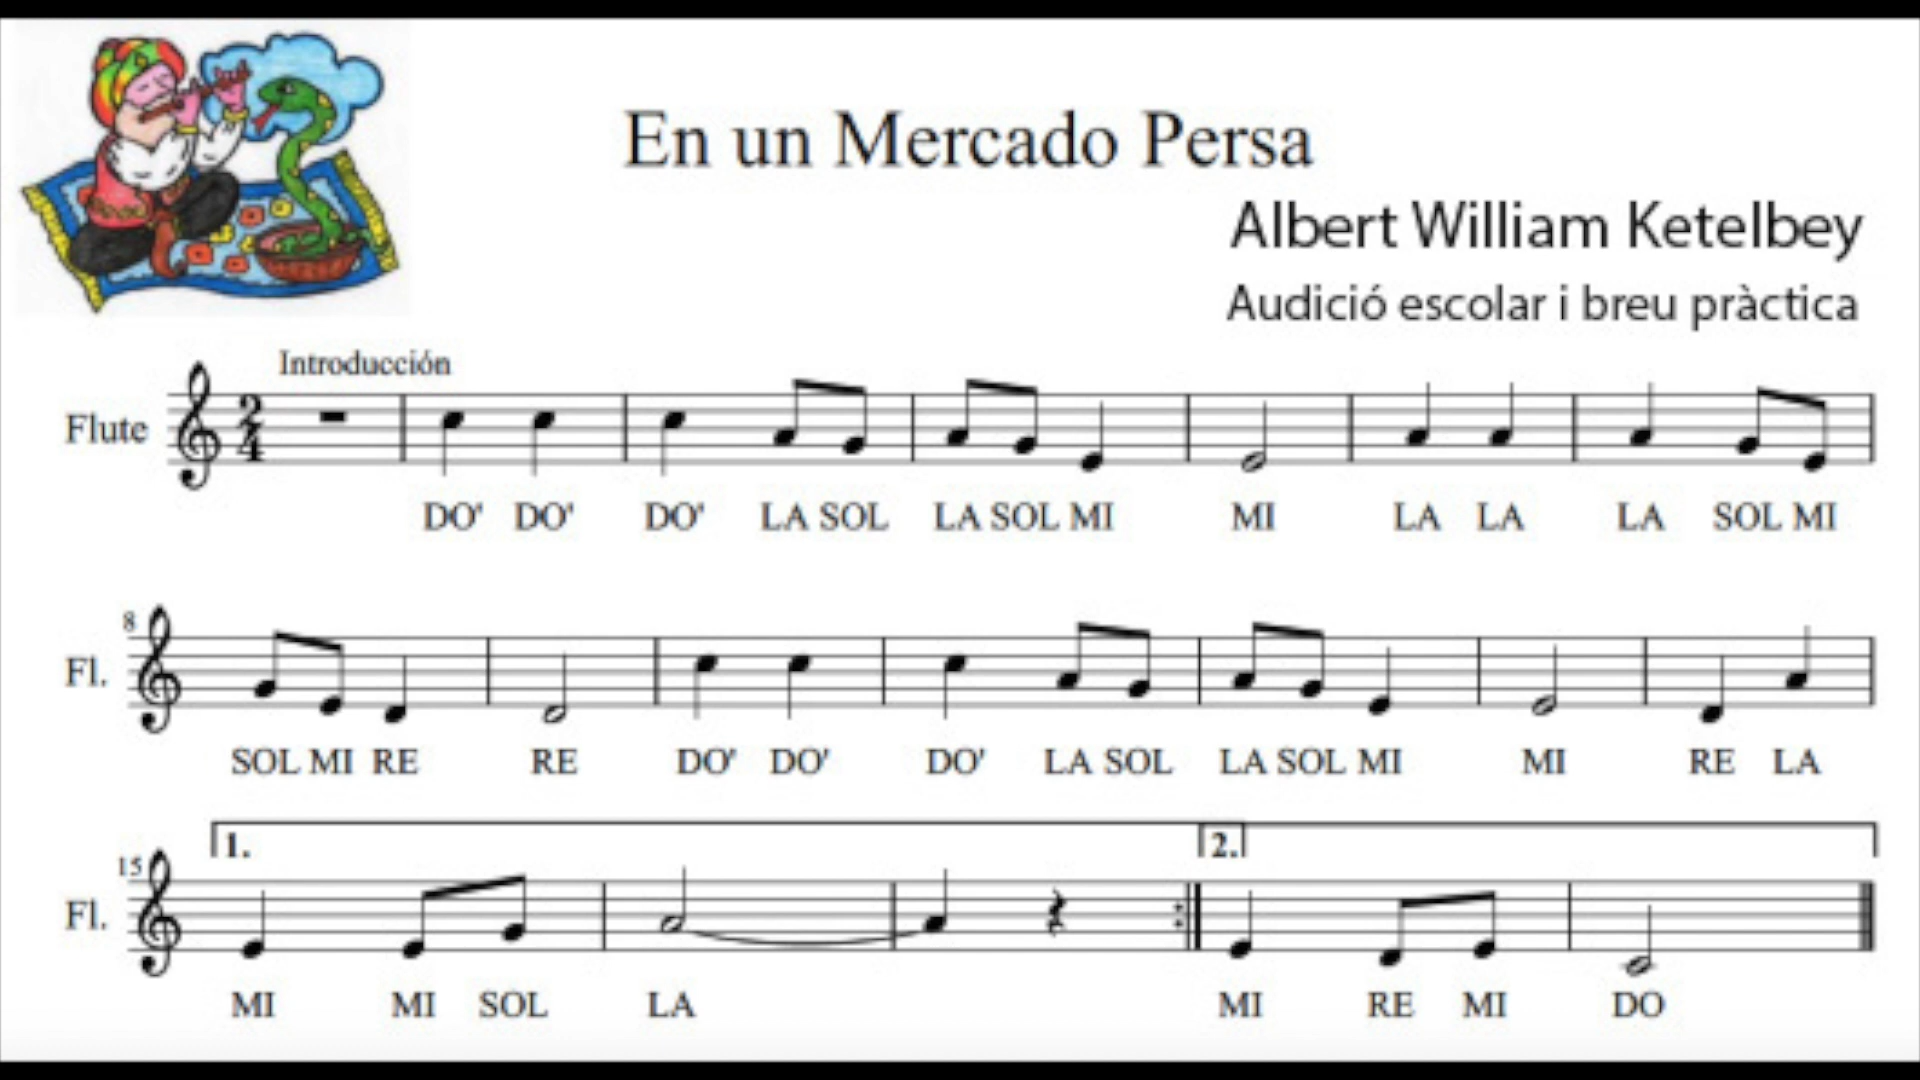 En un Mercado Persa
Albert William Ketelbey
Audició escolar i breu pràctica
Introducción
Flute
2
4
DO' DO' DO' LA SOL LA SOL MI MI LA LA LA SOL MI
8
Fl.
SOL MI RE RE DO' DO' DO' LA SOL LA SOL MI MI RE LA
1. 2.
15
Fl.
MI MI SOL LA MI RE MI DO